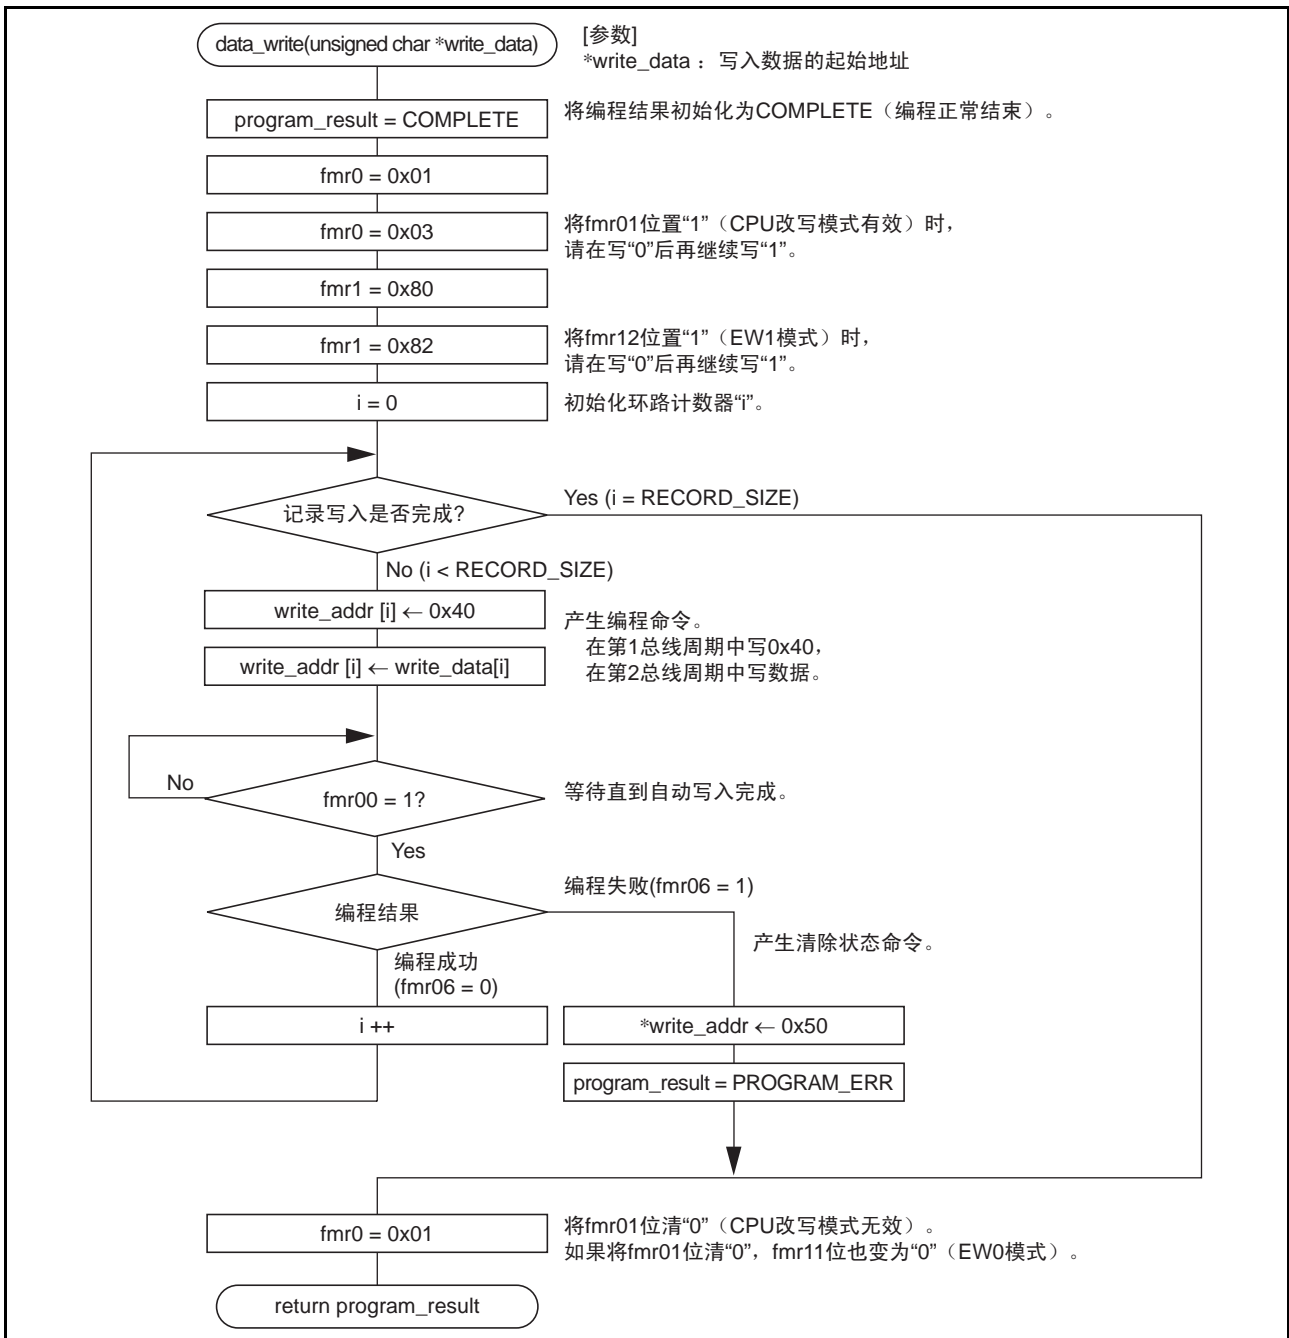 data_write(unsigned char *write_data)
[参数]
*write_data ：写入数据的起始地址
program_result = COMPLETE
将编程结果初始化为COMPLETE（编程正常结束）。
fmr0 = 0x01
fmr0 = 0x03
将fmr01位置“1”（CPU改写模式有效）时，
请在写“0”后再继续写“1”。
fmr1 = 0x80
fmr1 = 0x82
将fmr12位置“1”（EW1模式）时，
请在写“0”后再继续写“1”。
i = 0
初始化环路计数器“i”。
记录写入是否完成?
Yes (i = RECORD_SIZE)
No (i < RECORD_SIZE)
write_addr [i] ← 0x40
产生编程命令。
在第1总线周期中写0x40，
write_addr [i] ← write_data[i]
在第2总线周期中写数据。
No
fmr00 = 1?
等待直到自动写入完成。
Yes
编程结果
编程失败(fmr06 = 1)
产生清除状态命令。
编程成功
(fmr06 = 0)
i ++
*write_addr ← 0x50
program_result = PROGRAM_ERR
fmr0 = 0x01
将fmr01位清“0”（CPU改写模式无效）。
如果将fmr01位清“0”，fmr11位也变为“0”（EW0模式）。
return program_result